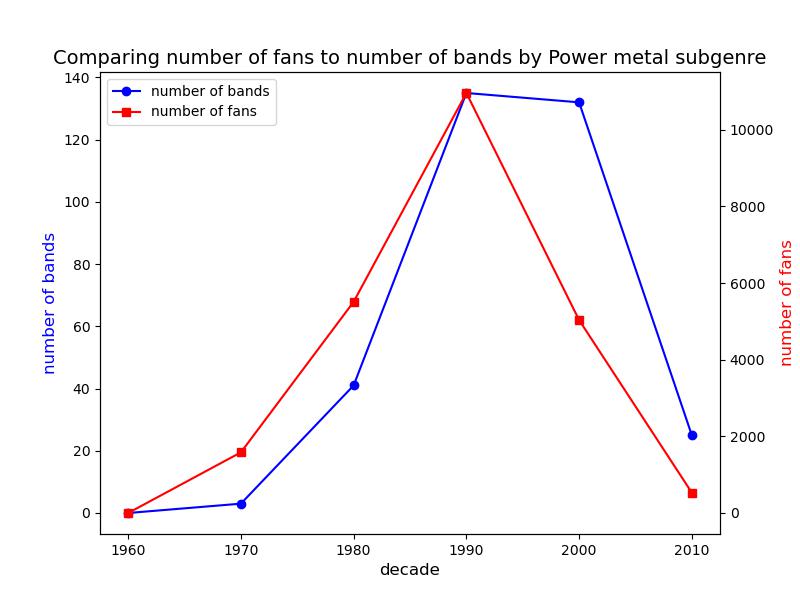 Comparing number of fans to number of bands by Power metal subgenre
number of bands
number of fans
140
120
100
80
60
40
20
0
number of bands
10000
8000
6000
4000
2000
0
number of fans
1960 1970 1980 1990 2000 2010
decade